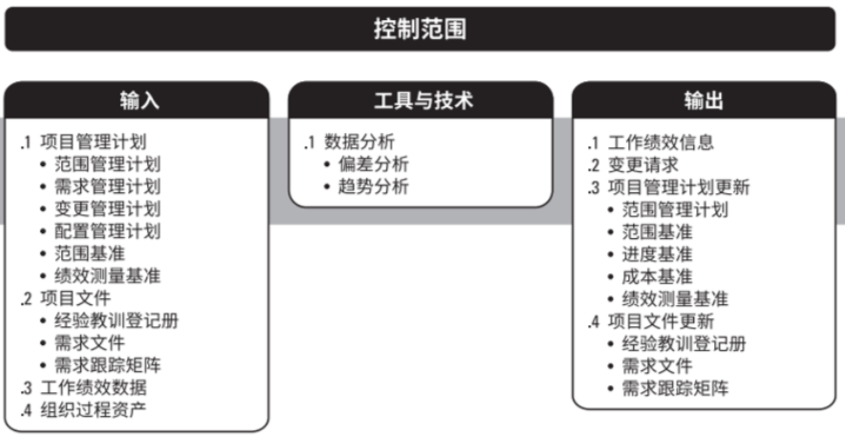 控制范围
输入
.1 项目管理计划
• 范围管理计划
• 需求管理计划
• 变更管理计划
• 配置管理计划
• 范围基准
• 绩效测量基准
.2 项目文件
• 经验教训登记册
• 需求文件
• 需求跟踪矩阵
.3 工作绩效数据
.4 组织过程资产
工具与技术
.1 数据分析
• 偏差分析
• 趋势分析
输出
.1 工作绩效信息
.2 变更请求
.3 项目管理计划更新
• 范围管理计划
• 范围基准
• 进度基准
• 成本基准
• 绩效测量基准
.4 项目文件更新
• 经验教训登记册
• 需求文件
• 需求跟踪矩阵